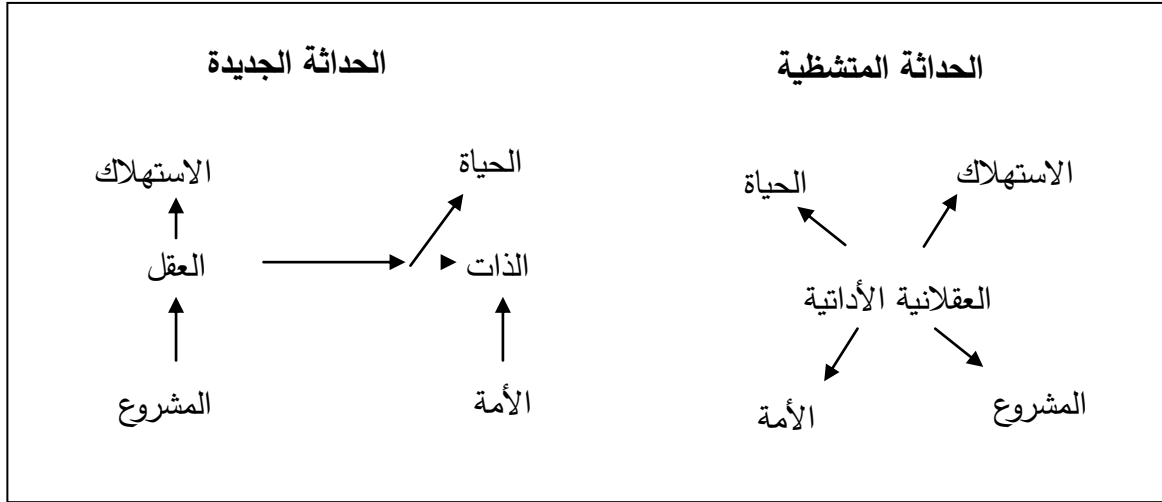 الحداثة المتشظية
الاستهلاك
الحياة
العقلانية الأداتية
المشروع
الأمة
الحداثة الجديدة
الحياة
الاستهلاك
الذات
العقل
الأمة
المشروع